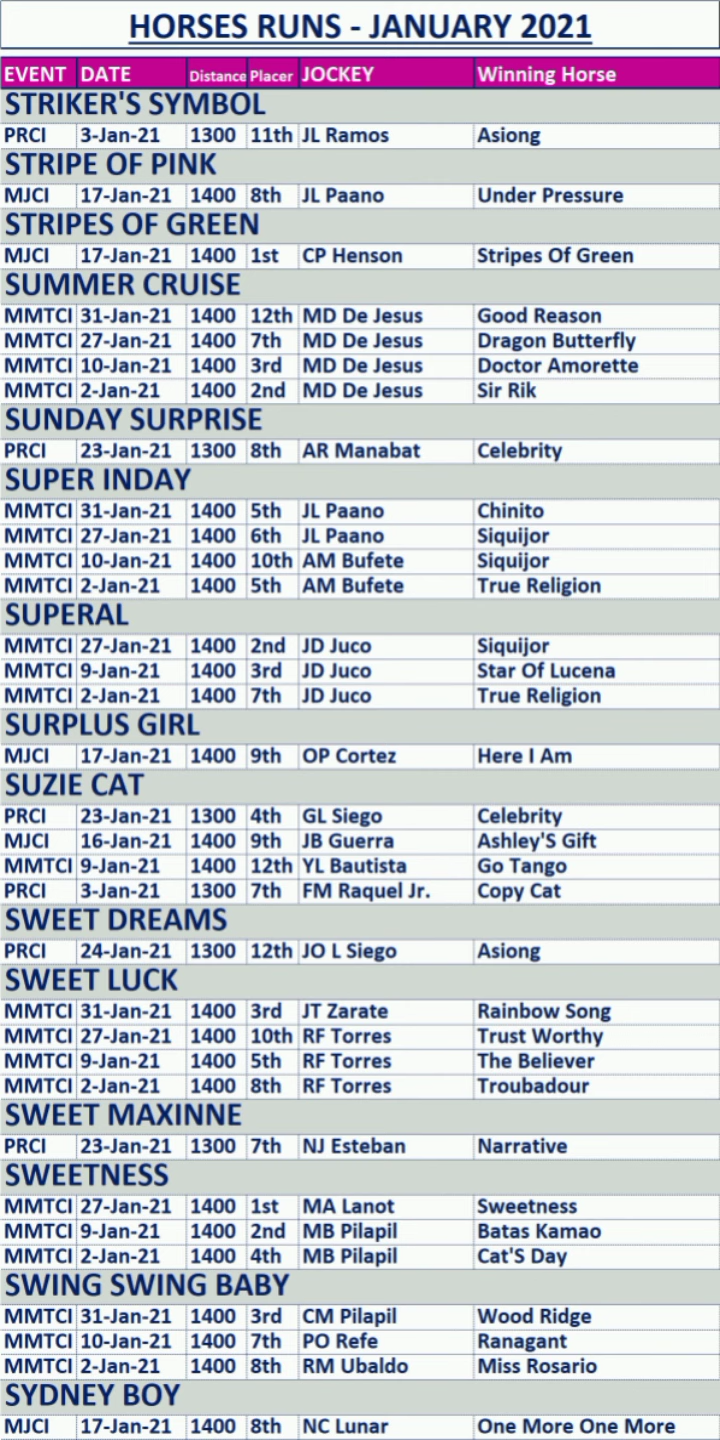 HORSES RUNS - JANUARY 2021
EVENT DATE Distance Placer JOCKEY Winning Horse
STRIKER'S SYMBOL
PRCI 3-Jan-21 1300 11th JL Ramos Asiong
STRIPE OF PINK
MJCI 17-Jan-21 1400 8th JL Paano Under Pressure
STRIPES OF GREEN
MJCI 17-Jan-21 1400 1st CP Henson Stripes Of Green
SUMMER CRUISE
MMTCI 31-Jan-21 1400 12th MD De Jesus Good Reason
MMTCI 27-Jan-21 1400 7th MD De Jesus Dragon Butterfly
MMTCI 10-Jan-21 1400 3rd MD De Jesus Doctor Amorette
MMTCI 2-Jan-21 1400 2nd MD De Jesus Sir Rik
SUNDAY SURPRISE
PRCI 23-Jan-21 1300 8th AR Manabat Celebrity
SUPER INDAY
MMTCI 31-Jan-21 1400 5th JL Paano Chinito
MMTCI 27-Jan-21 1400 6th JL Paano Siquijor
MMTCI 10-Jan-21 1400 10th AM Bufete Siquijor
MMTCI 2-Jan-21 1400 5th AM Bufete True Religion
SUPERAL
MMTCI 27-Jan-21 1400 2nd JD Juco Siquijor
MMTCI 9-Jan-21 1400 3rd JD Juco Star Of Lucena
MMTCI 2-Jan-21 1400 7th JD Juco True Religion
SURPLUS GIRL
MJCI 17-Jan-21 1400 9th OP Cortez Here I Am
SUZIE CAT
PRCI 23-Jan-21 1300 4th GL Siego Celebrity
MJCI 16-Jan-21 1400 9th JB Guerra Ashley'S Gift
MMTCI 9-Jan-21 1400 12th YL Bautista Go Tango
PRCI 3-Jan-21 1300 7th FM Raquel Jr. Copy Cat
SWEET DREAMS
PRCI 24-Jan-21 1300 12th JO L Siego Asiong
SWEET LUCK
MMTCI 31-Jan-21 1400 3rd JT Zarate Rainbow Song
MMTCI 27-Jan-21 1400 10th RF Torres Trust Worthy
MMTCI 9-Jan-21 1400 5th RF Torres The Believer
MMTCI 2-Jan-21 1400 8th RF Torres Troubadour
SWEET MAXINNE
PRCI 23-Jan-21 1300 7th NJ Esteban Narrative
SWEETNESS
MMTCI 27-Jan-21 1400 1st MA Lanot Sweetness
MMTCI 9-Jan-21 1400 2nd MB Pilapil Batas Kamao
MMTCI 2-Jan-21 1400 4th MB Pilapil Cat'S Day
SWING SWING BABY
MMTCI 31-Jan-21 1400 3rd CM Pilapil Wood Ridge
MMTCI 10-Jan-21 1400 7th PO Refe Ranagant
MMTCI 2-Jan-21 1400 8th RM Ubaldo Miss Rosario
SYDNEY BOY
MJCI 17-Jan-21 1400 8th NC Lunar One More One More